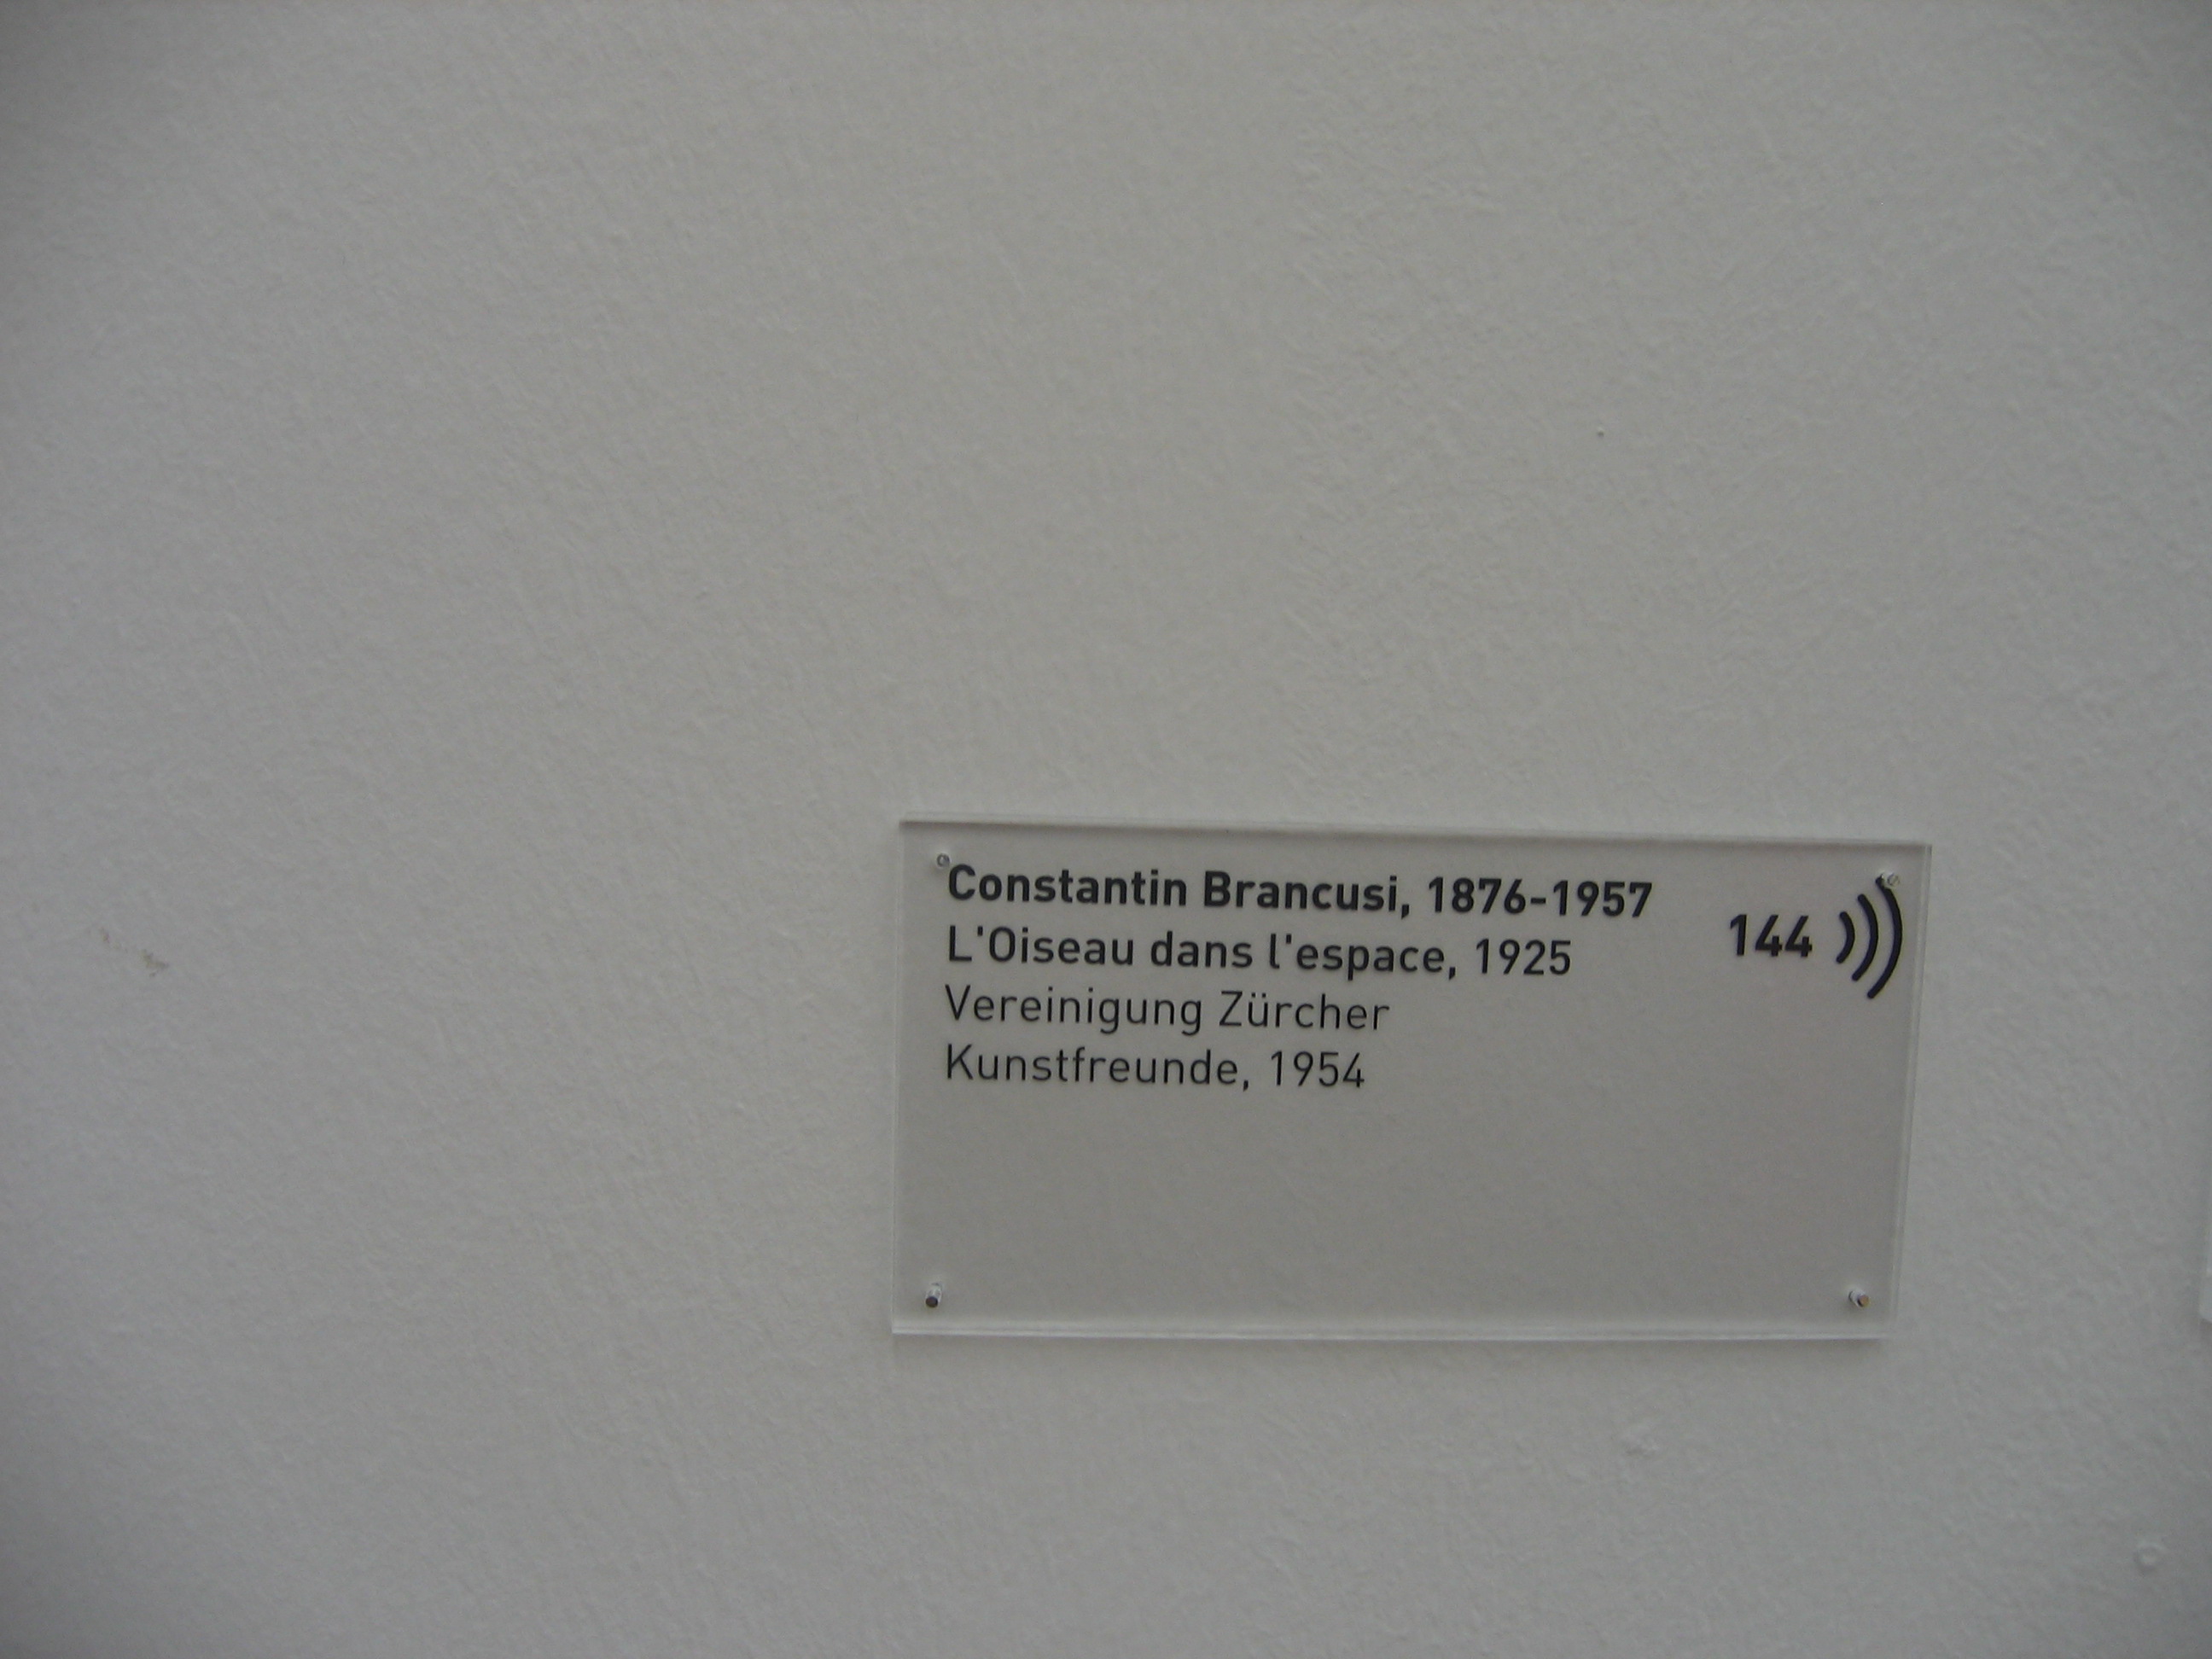 Constantin Brancusi, 1876-1957
L'Oiseau dans l'espace, 1925
Vereinigung Zürcher
Kunstfreunde, 1954
144